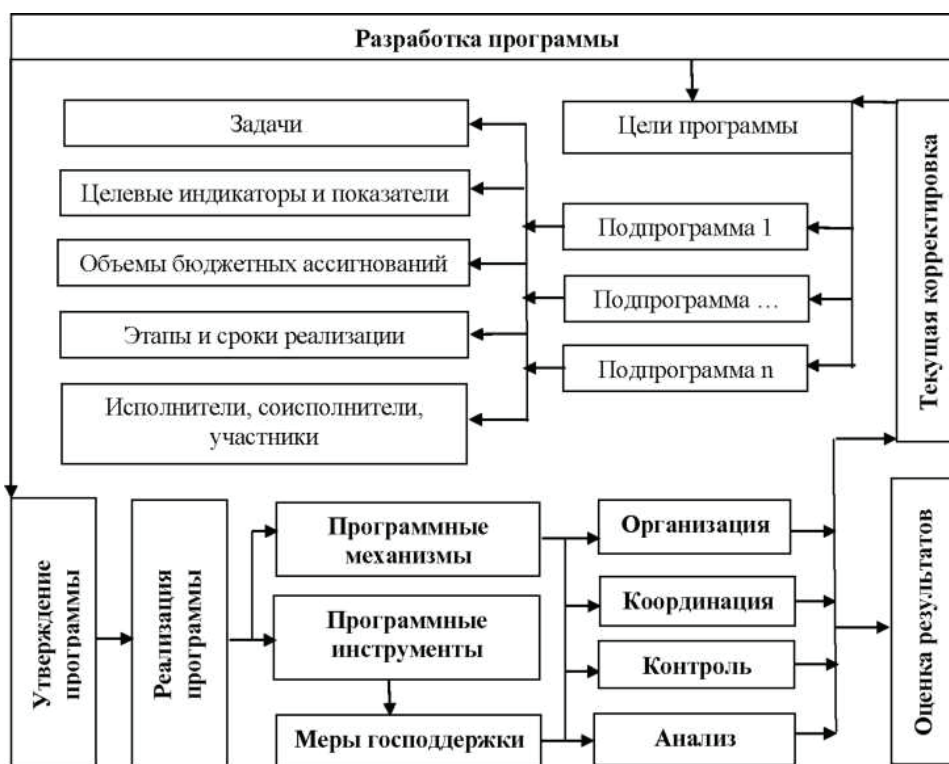 Разработка программы
Задачи
Цели программы
Целевые индикаторы и показатели
Подпрограмма 1
Объемы бюджетных ассигнований
Подпрограмма …
Этапы и сроки реализации
Подпрограмма n
Исполнители, соисполнители,
участники
Текущая корректировка
Утверждение
программы
Реализация
программы
Программные
механизмы
Программные
инструменты
Меры господдержки
Организация
Координация
Контроль
Анализ
Оценка результатов